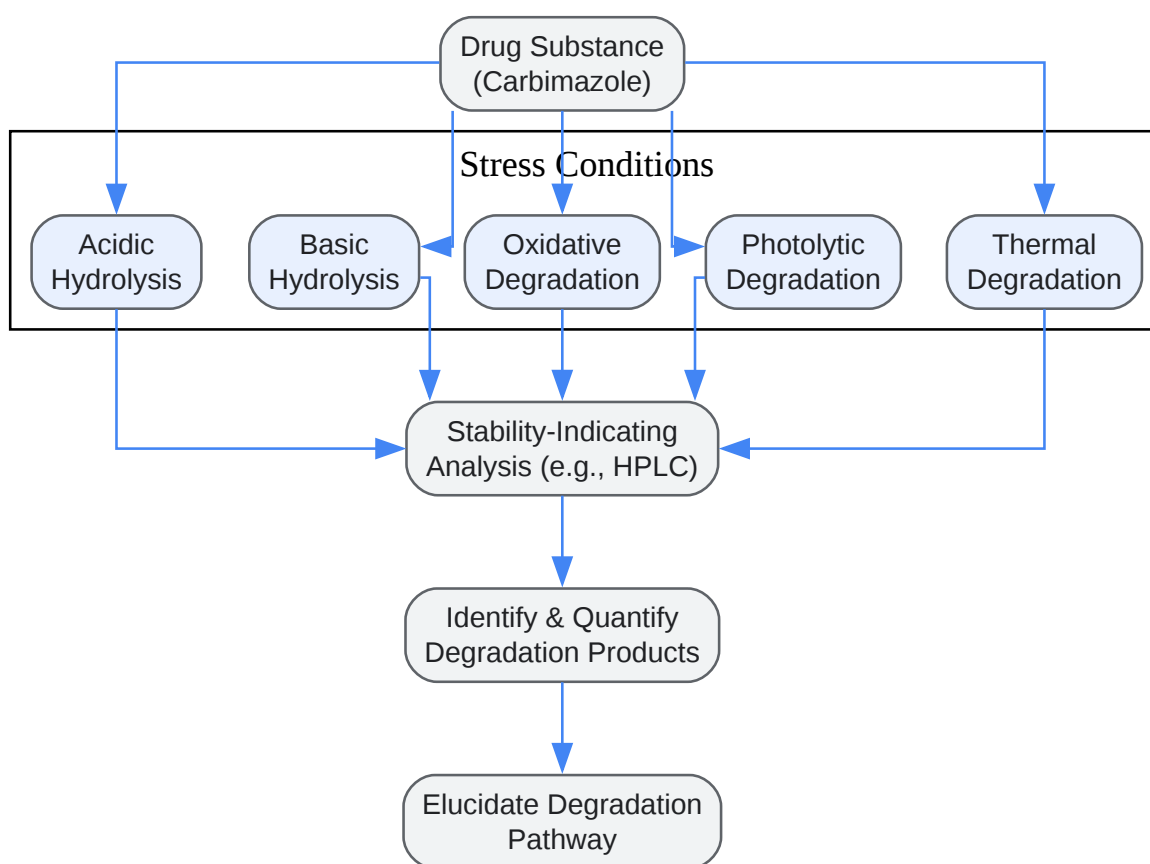 Drug Substance
(Carbimazole)
Stress Conditions
Acidic
Hydrolysis
Basic
Hydrolysis
Oxidative
Degradation
Photolytic
Degradation
Thermal
Degradation
Stability-Indicating
Analysis (e.g., HPLC)
Identify & Quantify
Degradation Products
Elucidate Degradation
Pathway